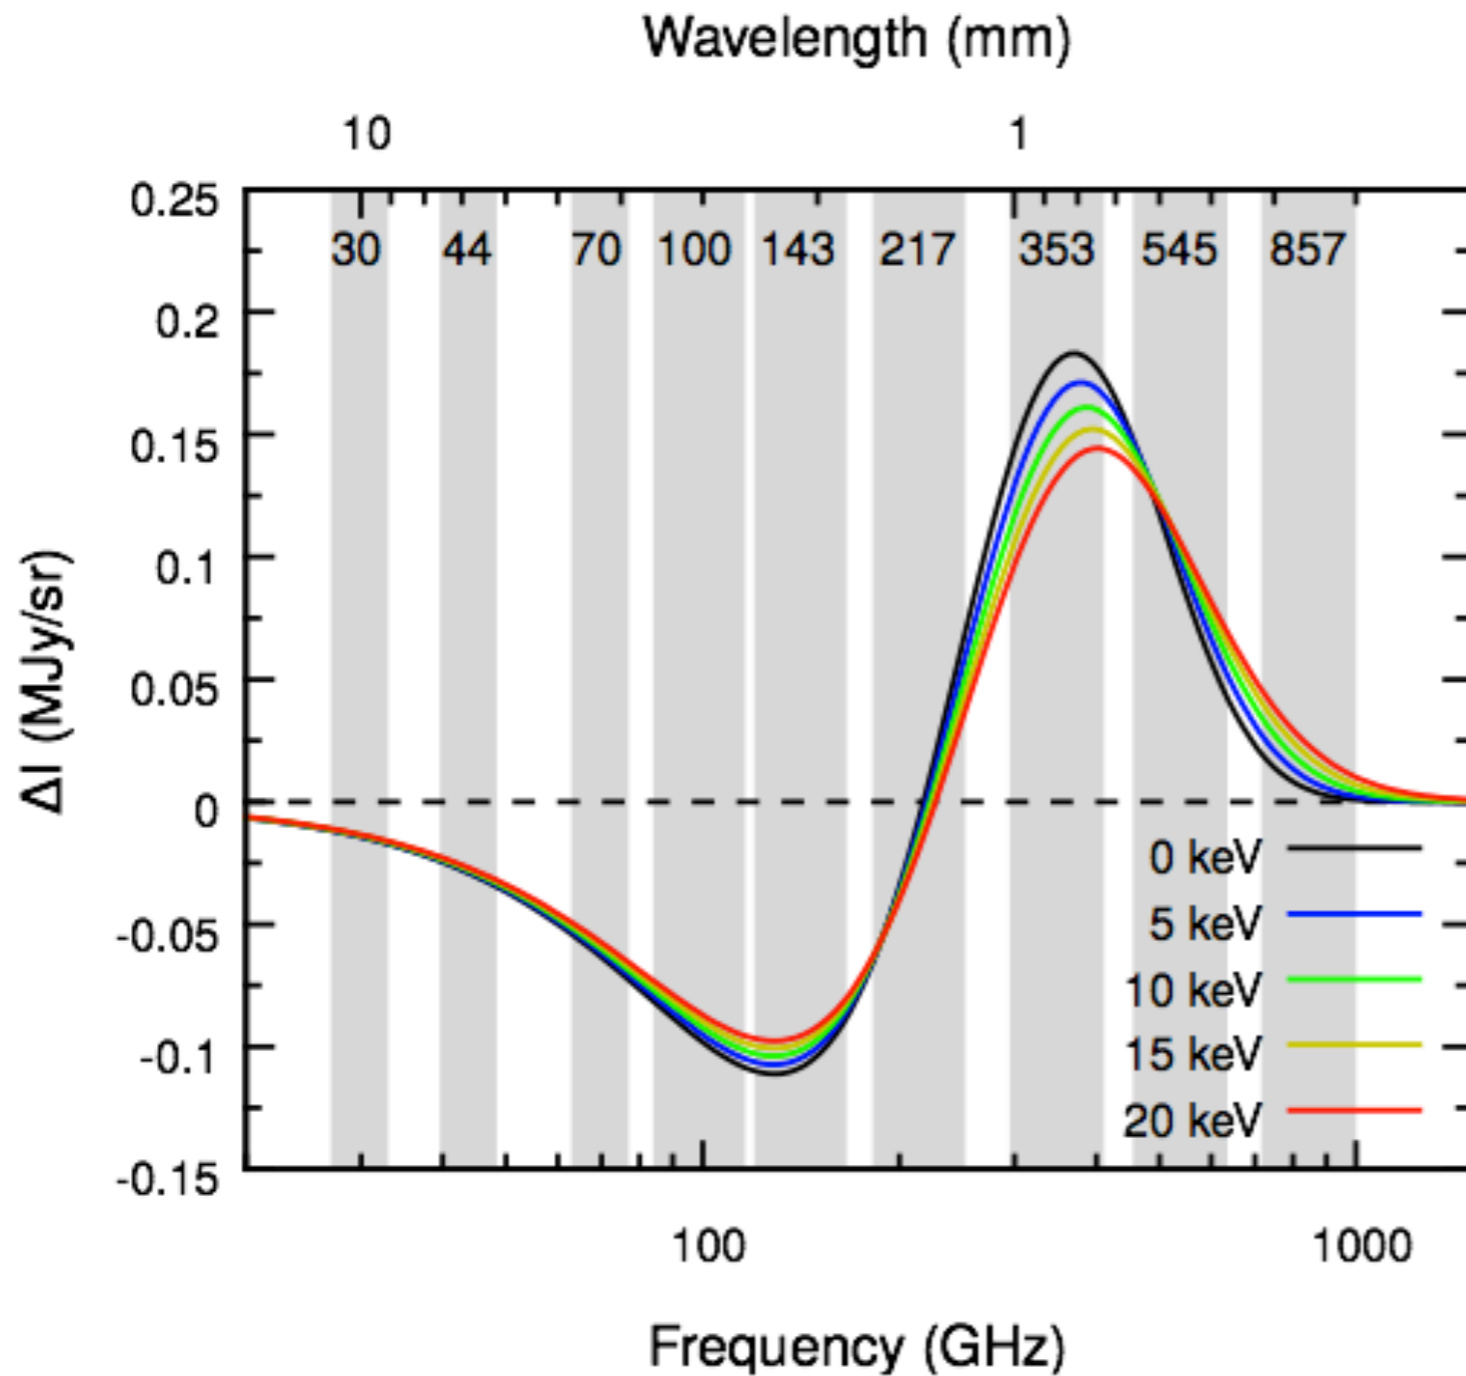 Wavelength (mm)
10 1
0.25
30 44 70 100 143 217 353 545 857
0.2
0.15
0.1
0.05
0
-0.05
-0.1
-0.15
ΔI (MJy/sr)
0 keV
5 keV
10 keV
15 keV
20 keV
100 1000
Frequency (GHz)